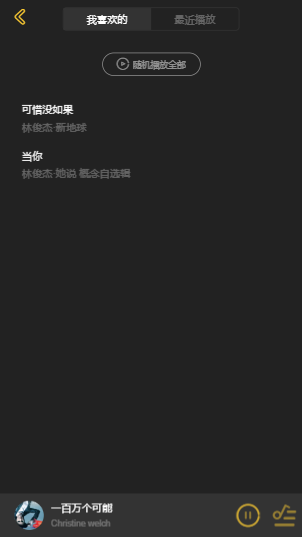 我喜欢的
最近播放
随机播放全部
可惜没如果
林俊杰·新地球
当你
林俊杰·她说 概念自选辑
一百万个可能
Christine welch